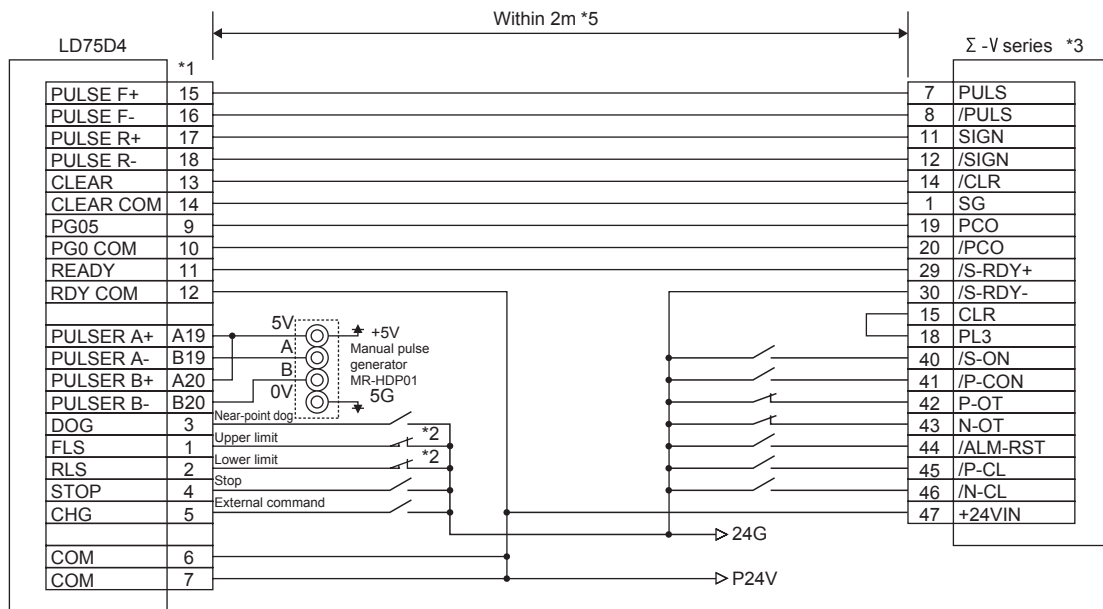 Within 2m *5
LD75D4
Σ -V series *3
*1
PULSE F+ 15
7 PULS
PULSE F- 16
8 /PULS
PULSE R+ 17
11 SIGN
PULSE R- 18
12 /SIGN
CLEAR 13
14 /CLR
CLEAR COM 14
1 SG
PG05 9
19 PCO
PG0 COM 10
20 /PCO
READY 11
29 /S-RDY+
RDY COM 12
30 /S-RDY-
15 CLR
18 PL3
PULSER A+ A19
PULSER A- B19
PULSER B+ A20
PULSER B- B20
5V
A
B
0V
+5V
Manual pulse
generator
MR-HDP01
5G
40 /S-ON
41 /P-CON
42 P-OT
43 N-OT
44 /ALM-RST
45 /P-CL
46 /N-CL
47 +24VIN
DOG 3 Near-point dog
FLS 1 Upper limit *2
RLS 2 Lower limit *2
STOP 4 Stop
CHG 5 External command
24G
COM 6
COM 7
P24V